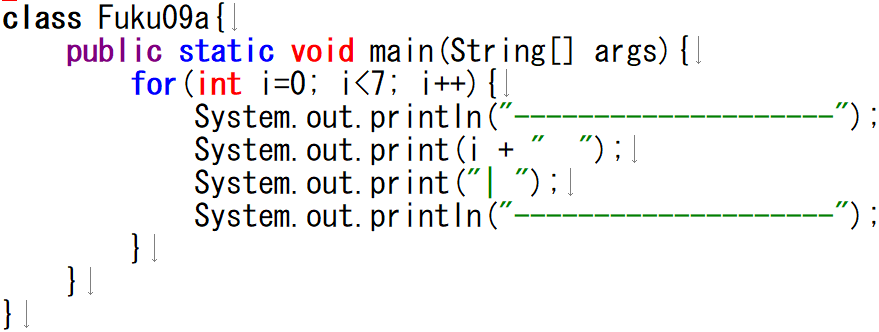 class Fuku09a{↓
    public static void main(String[] args){↓
        for(int i=0; i<7; i++){↓
            System.out.println("--------------------");
            System.out.print(i + "  ");↓
            System.out.print("| ");↓
            System.out.println("--------------------");
        }↓
    }↓
}↓